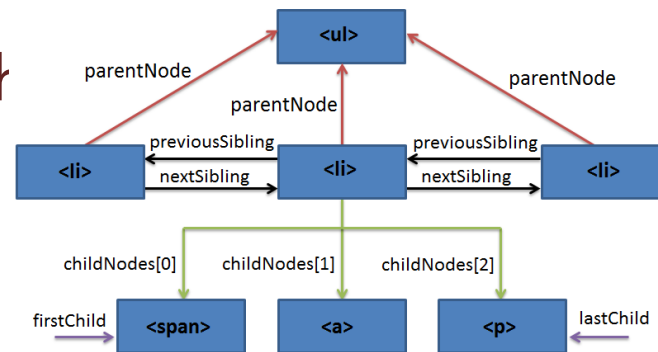 <ul>
parentNode
parentNode
parentNode
previousSibling
previousSibling
<li>
<li>
<li>
nextSibling
nextSibling
childNodes[0]
childNodes[1]
childNodes[2]
firstChild
lastChild
<span>
<a>
<p>